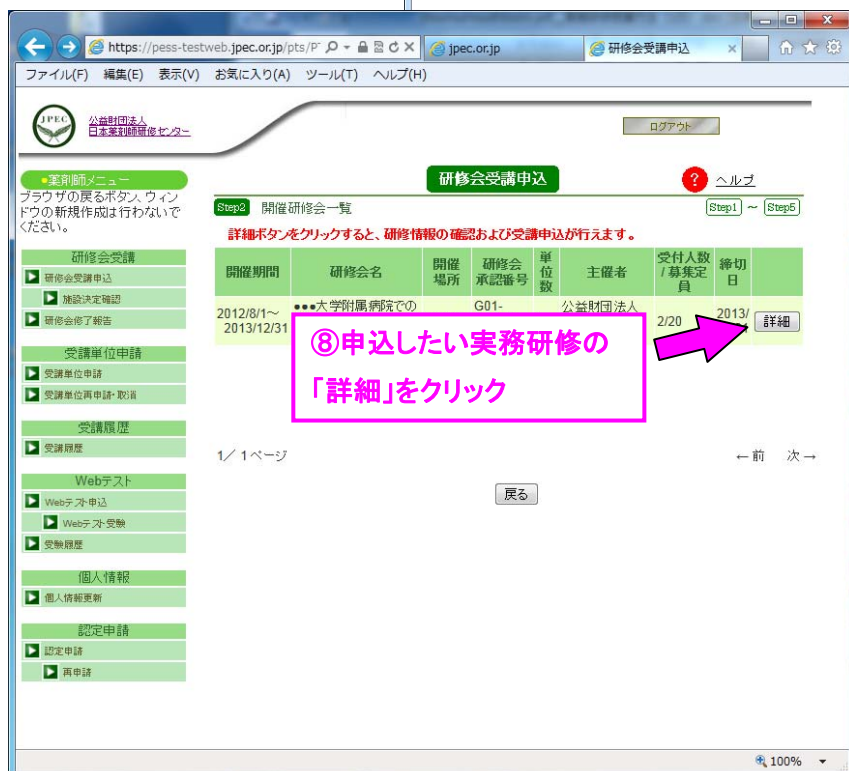 https://pess-testweb.jpec.or.jp/pts/P
jpec.or.jp
研修会受講申込
ファイル(F) 編集(E) 表示(V) お気に入り(A) ツール(T) ヘルプ(H)
JPEC
公益財団法人
日本薬剤師研修センター
ログアウト
●薬剤師メニュー
ブラウザの戻るボタン、ウィン
ドウの新規作成は行わないで
ください。
研修会受講
研修会受講申込
施設決定確認
研修会修了報告
受講単位申請
受講単位申請
受講単位再申請・取消
受講履歴
受講履歴
Webテスト
Webテスト申込
Webテスト受験
受験履歴
個人情報
個人情報更新
認定申請
認定申請
再申請
研修会受講申込
? ヘルプ
Step2 開催研修会一覧
Step1 ~ Step5
詳細ボタンをクリックすると、研修情報の確認および受講申込が行えます。
開催期間 研修会名 開催場所 研修会承認番号 単位数 主催者 受付人数/募集定員 締切日
2012/8/1～
2013/12/31
●●●大学附属病院での
G01-
公益財団法人
2/20
2013/
詳細
⑧申込したい実務研修の
「詳細」をクリック
1/ 1ページ
←前 次→
戻る
100%